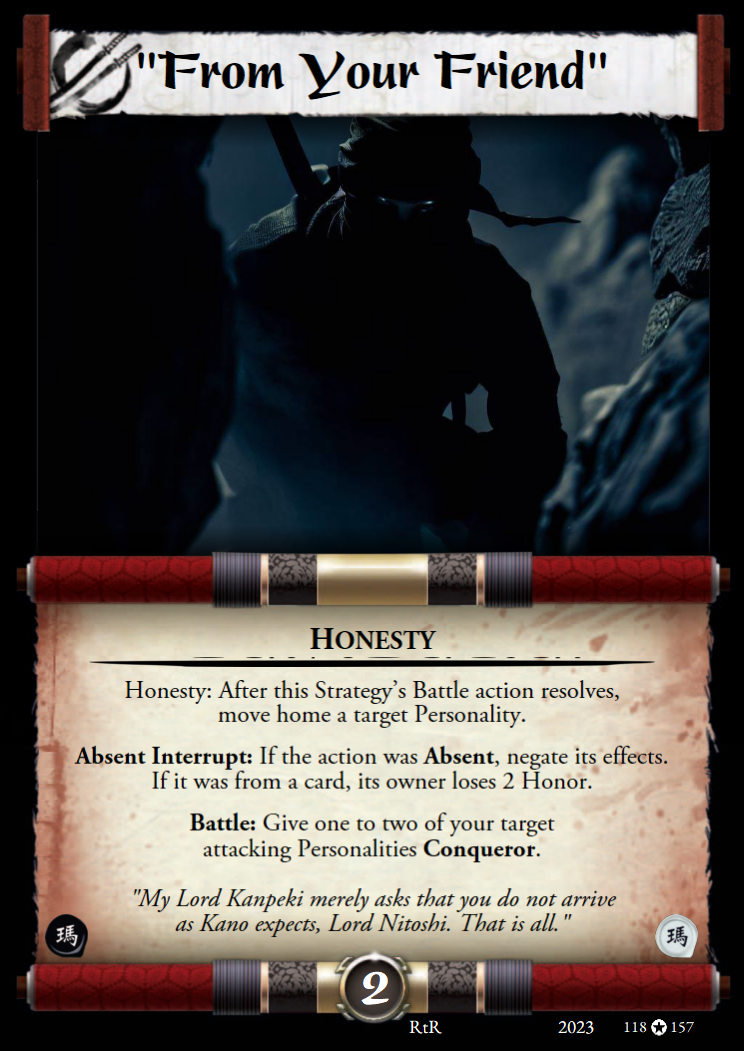 "From Your Friend"
HONESTY
Honesty: After this Strategy's Battle action resolves,
move home a target Personality.
Absent Interrupt: If the action was Absent, negate its effects.
If it was from a card, its owner loses 2 Honor.
Battle: Give one to two of your target
attacking Personalities Conqueror.
"My Lord Kanpeki merely asks that you do not arrive
as Kano expects, Lord Nitoshi. That is all."
瑪 瑪
2
RtR 2023 118 157